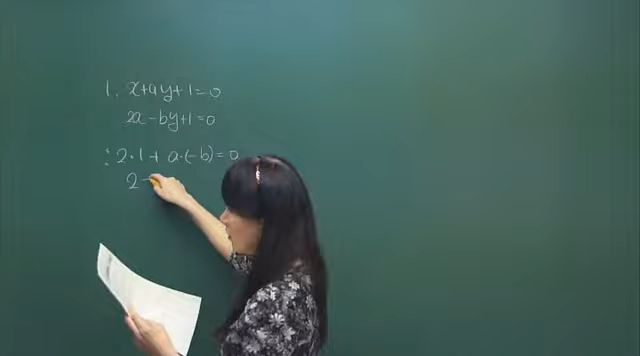 1. x+ay+1=0
2x-by+1=0
∴ 2·1+a·(-b)=0
2-